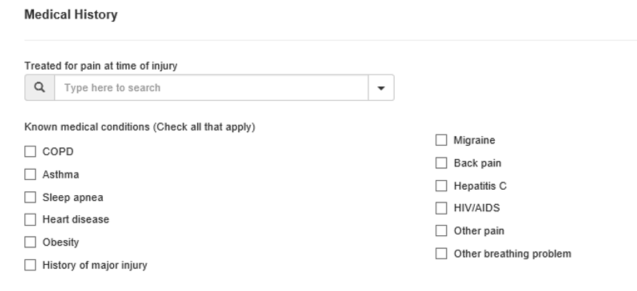 Medical History
Treated for pain at time of injury
Type here to search
Known medical conditions (Check all that apply)
COPD
Asthma
Sleep apnea
Heart disease
Obesity
History of major injury
Migraine
Back pain
Hepatitis C
HIV/AIDS
Other pain
Other breathing problem